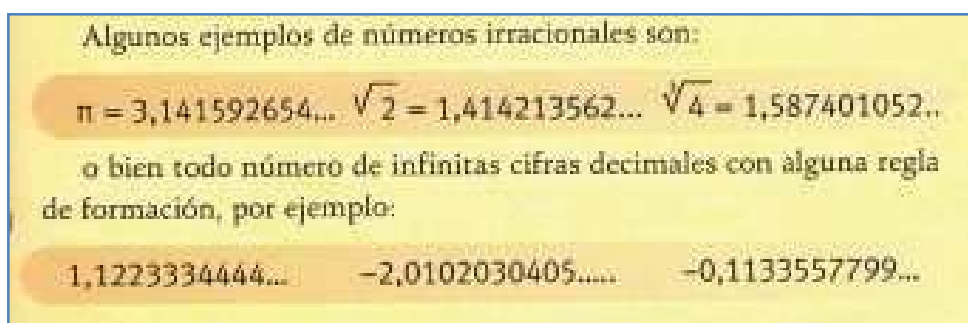 Algunos ejemplos de números irracionales son:
π = 3,141592654... √2 = 1,414213562... ∛4 = 1,587401052..
o bien todo número de infinitas cifras decimales con alguna regla
de formación, por ejemplo:
1,1223334444... −2,0102030405..... −0,1133557799...